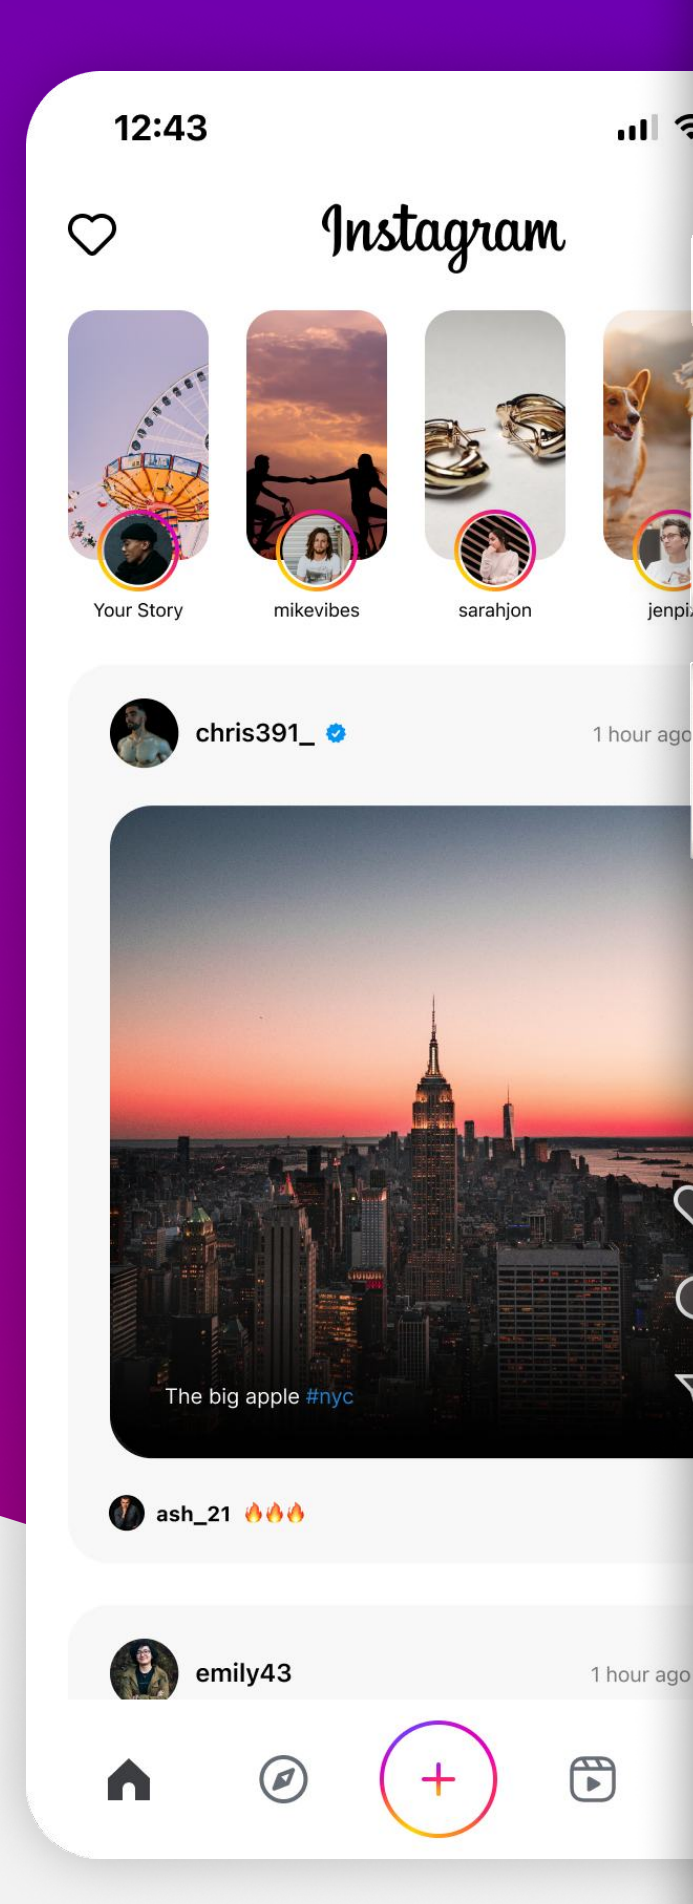 12:43
Instagram
Your Story
mikevibes
sarahjon
chris391_
1 hour ago
The big apple #nyc
ash_21 🔥🔥🔥
emily43
1 hour ago